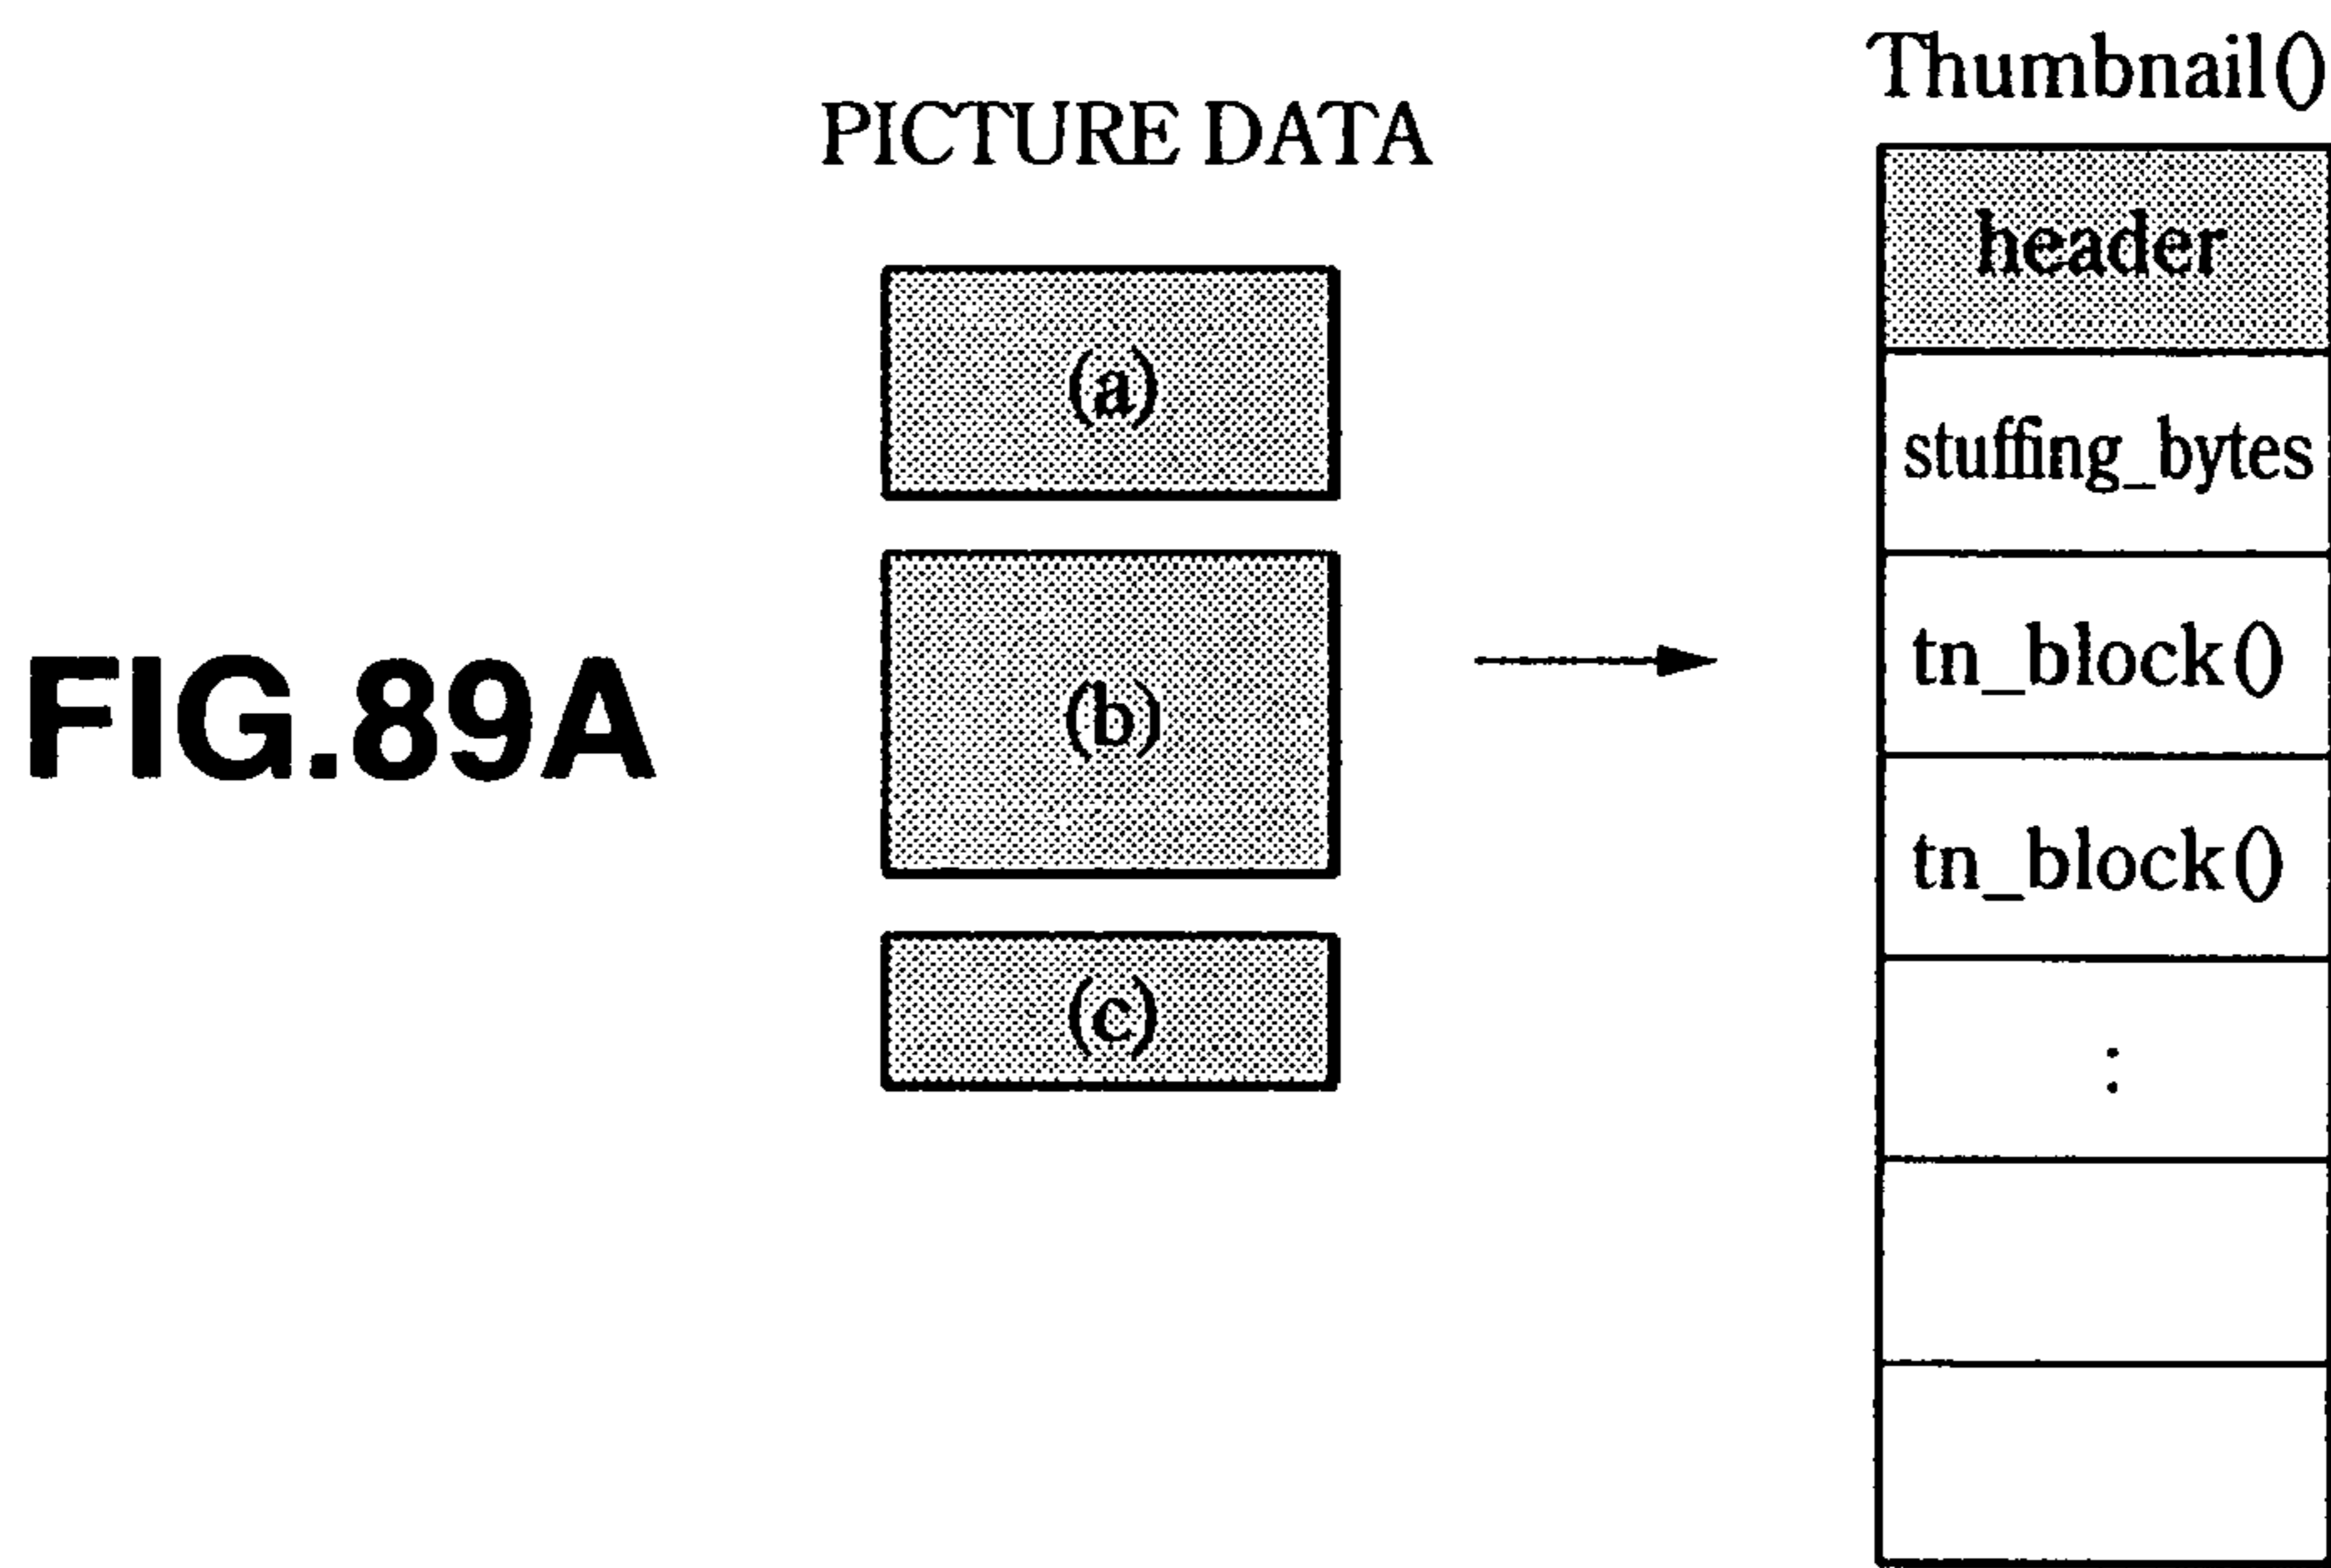 FIG.89A
PICTURE DATA
(a)
(b)
(c)
Thumbnail()
header
stuffing_bytes
tn_block()
tn_block()
: